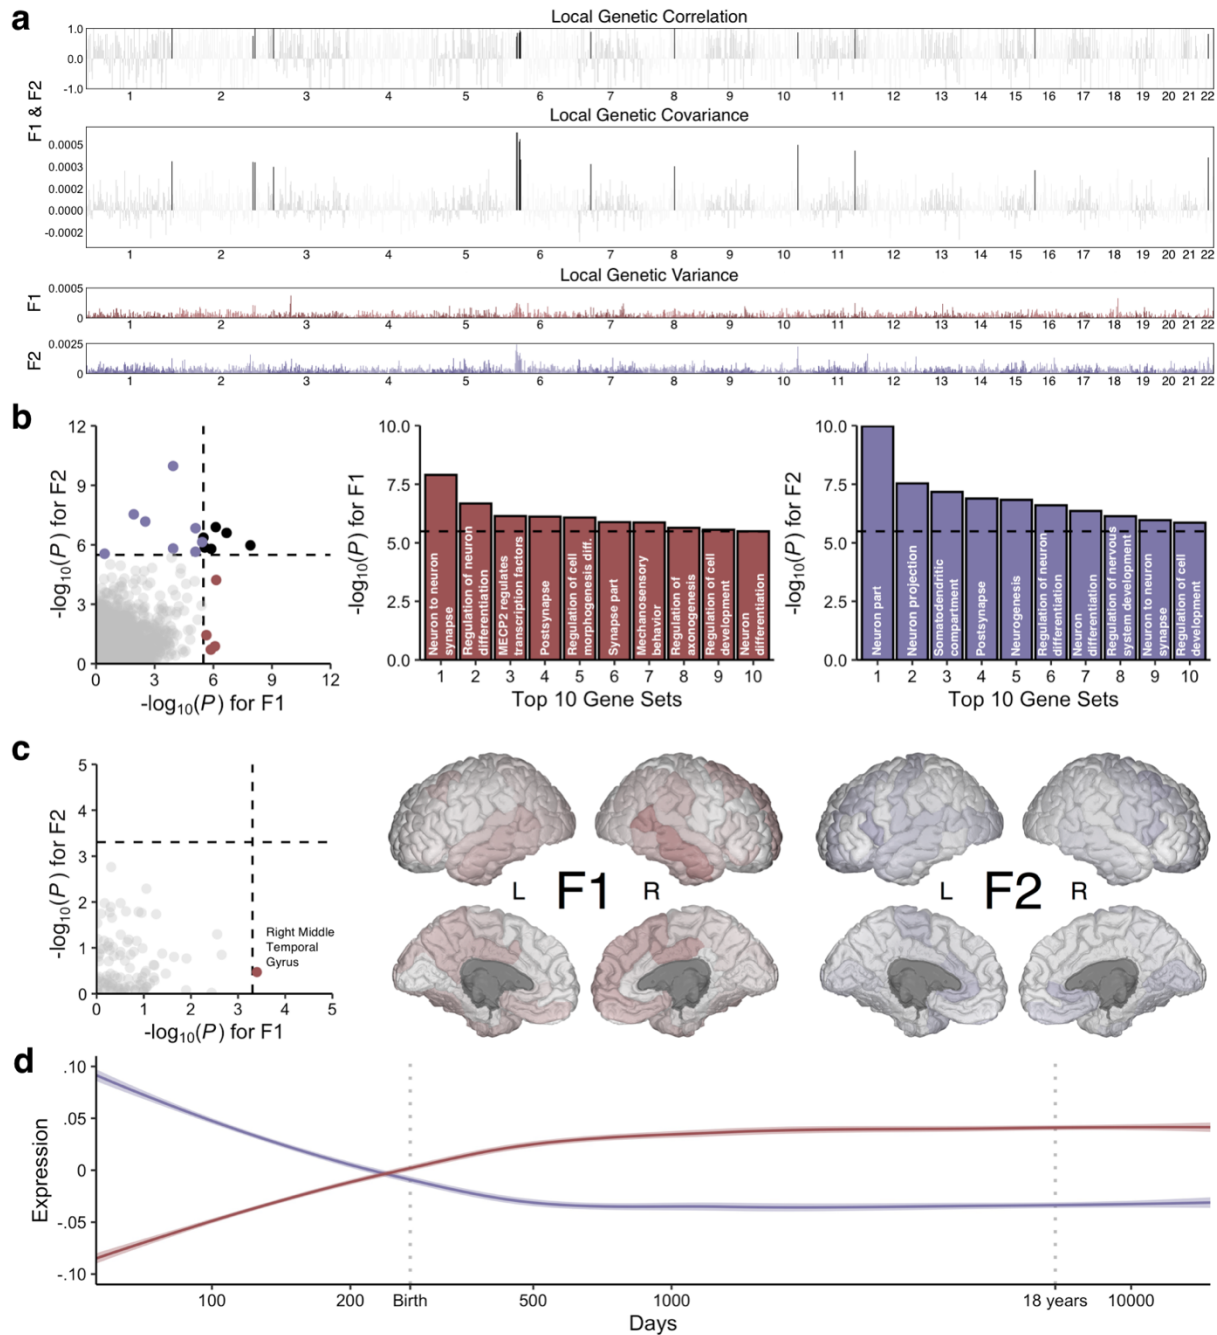 a
Local Genetic Correlation
F1 & F2
1.0
0.0
-1.0
1 2 3 4 5 6 7 8 9 10 11 12 13 14 15 16 17 18 19 20 21 22
Local Genetic Covariance
0.0005
0.0003
0.0002
0.0000
-0.0002
1 2 3 4 5 6 7 8 9 10 11 12 13 14 15 16 17 18 19 20 21 22
Local Genetic Variance
F1
0.0005
0
1 2 3 4 5 6 7 8 9 10 11 12 13 14 15 16 17 18 19 20 21 22
F2
0.0025
0
1 2 3 4 5 6 7 8 9 10 11 12 13 14 15 16 17 18 19 20 21 22
b
-log10(P) for F2
12
9
6
3
0
0 3 6 9 12
-log10(P) for F1
-log10(P) for F1
10.0
7.5
5.0
2.5
0.0
Neuron to neuron
synapse
Regulation of neuron
differentiation
MECP2 regulates
transcription factors
Postsynapse
Regulation of cell
morphogenesis diff.
Synapse part
Mechanosensory
behavior
Regulation of
axonogenesis
Regulation of cell
development
Neuron
differentiation
1 2 3 4 5 6 7 8 9 10
Top 10 Gene Sets
-log10(P) for F2
10.0
7.5
5.0
2.5
0.0
Neuron part
Neuron projection
Somatodendritic
compartment
Postsynapse
Neurogenesis
Regulation of neuron
differentiation
Neuron
differentiation
Regulation of nervous
system development
Neuron to neuron
synapse
Regulation of cell
development
1 2 3 4 5 6 7 8 9 10
Top 10 Gene Sets
c
-log10(P) for F2
5
4
3
2
1
0
Right Middle
Temporal
Gyrus
0 1 2 3 4 5
-log10(P) for F1
L F1 R
L F2 R
d
Expression
.10
.05
0
-.05
-.10
100 200 Birth 500 1000 18 years 10000
Days